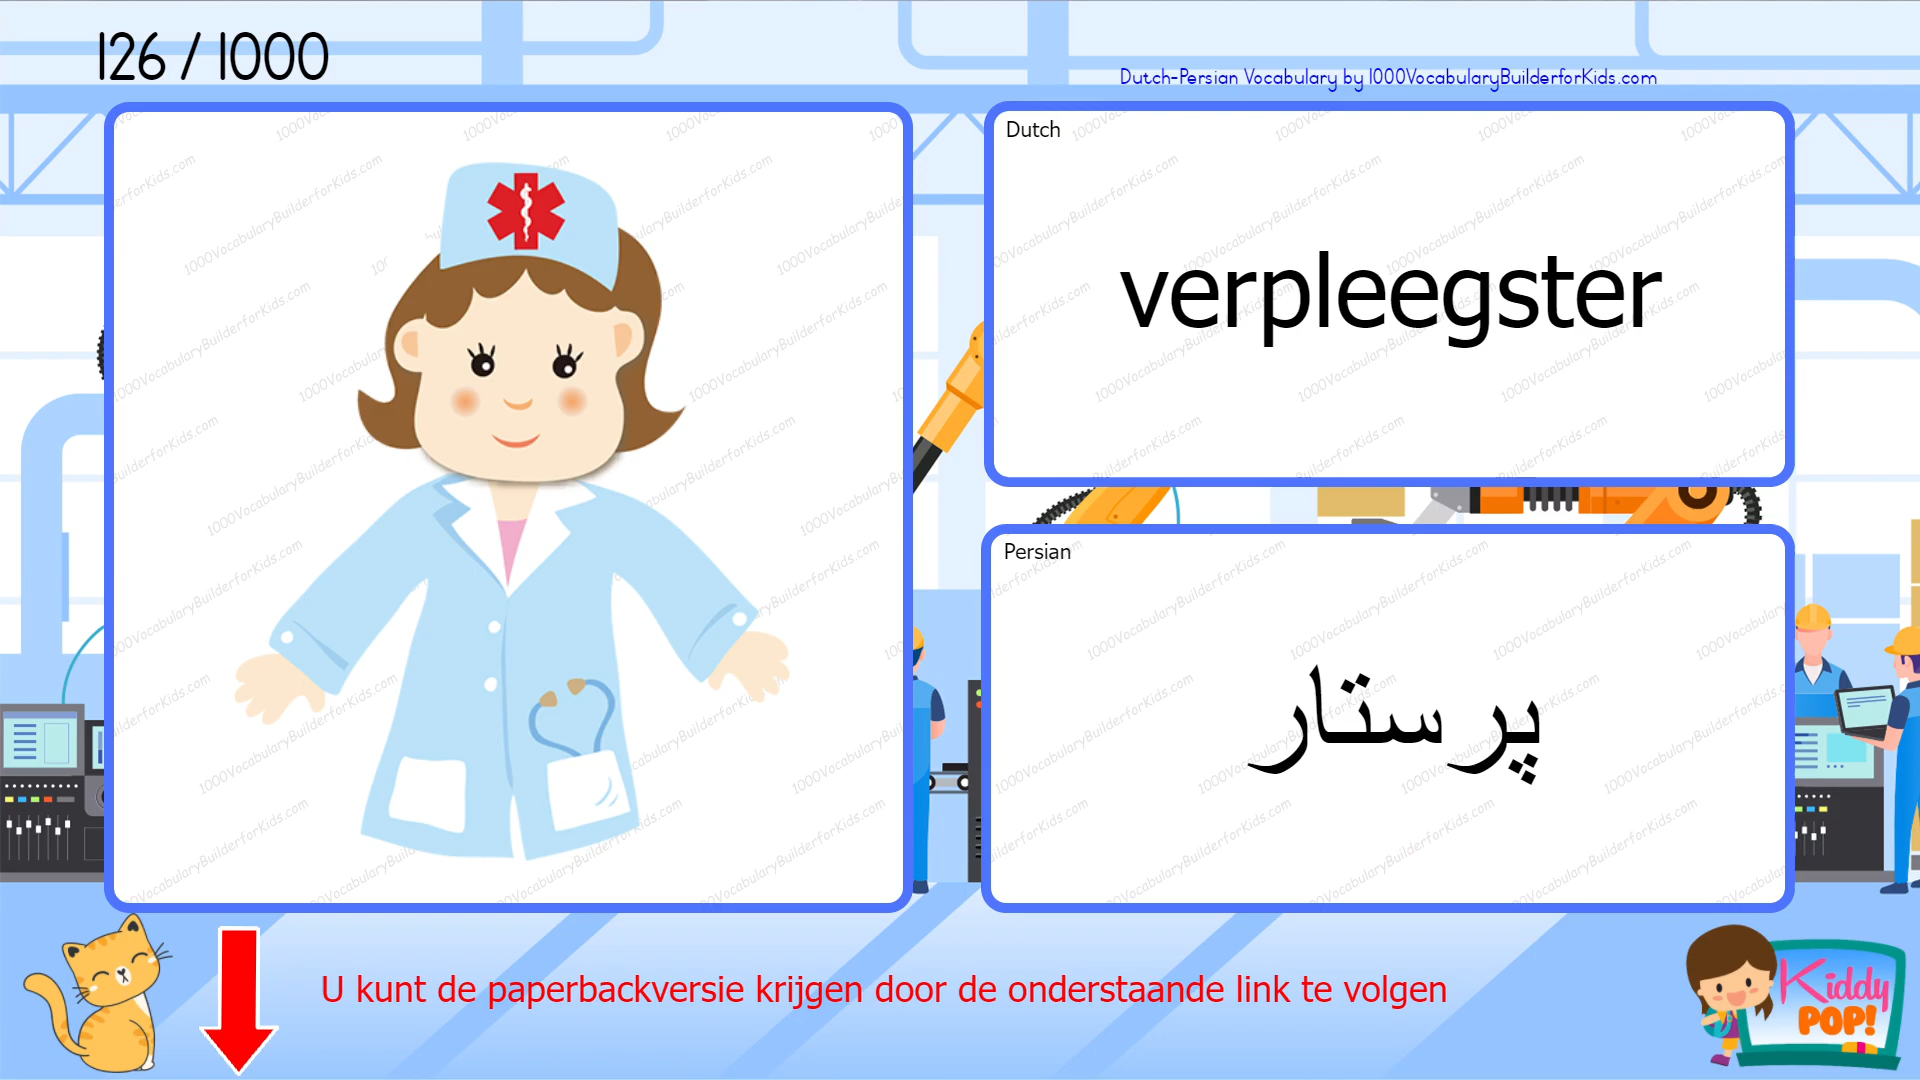 126 / 1000
Dutch-Persian Vocabulary by 1000VocabularyBuilderforKids.com
Dutch
verpleegster
Persian
پرستار
U kunt de paperbackversie krijgen door de onderstaande link te volgen
Kiddy
POP!